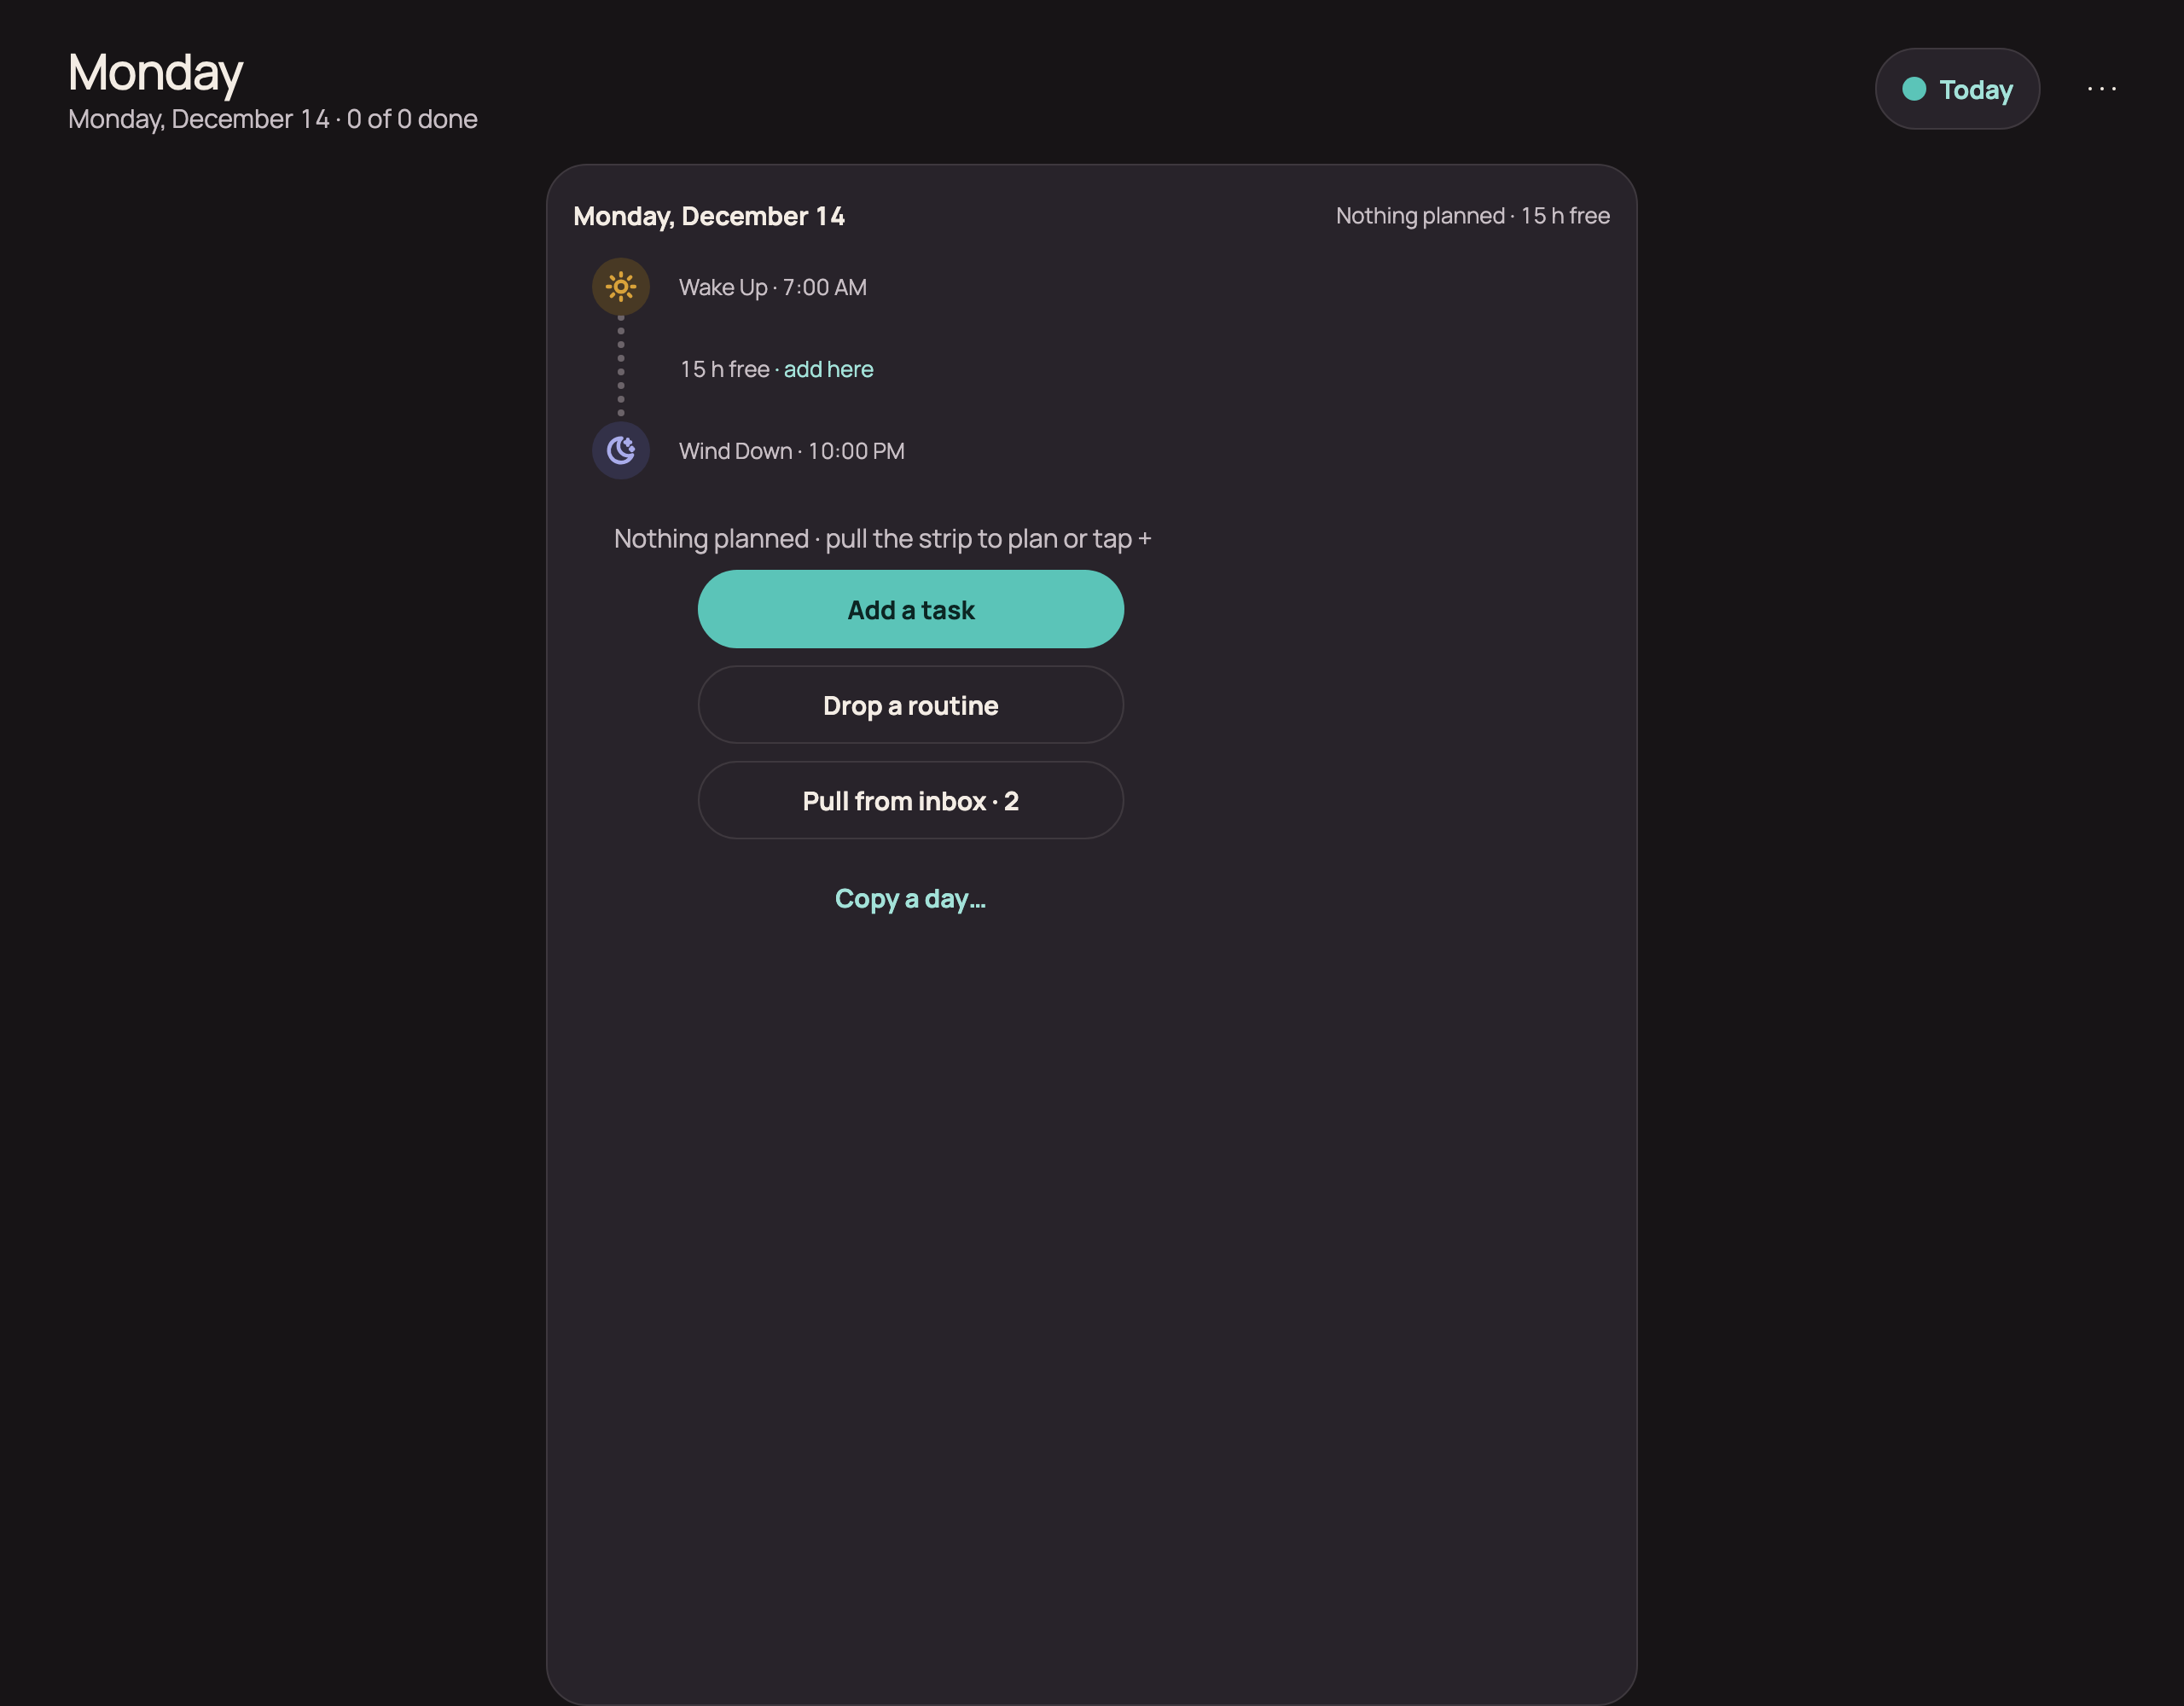 Monday
Monday, December 14 · 0 of 0 done
Today
...
Monday, December 14
Nothing planned · 15 h free
Wake Up · 7:00 AM
15 h free · add here
Wind Down · 10:00 PM
Nothing planned · pull the strip to plan or tap +
Add a task
Drop a routine
Pull from inbox · 2
Copy a day...